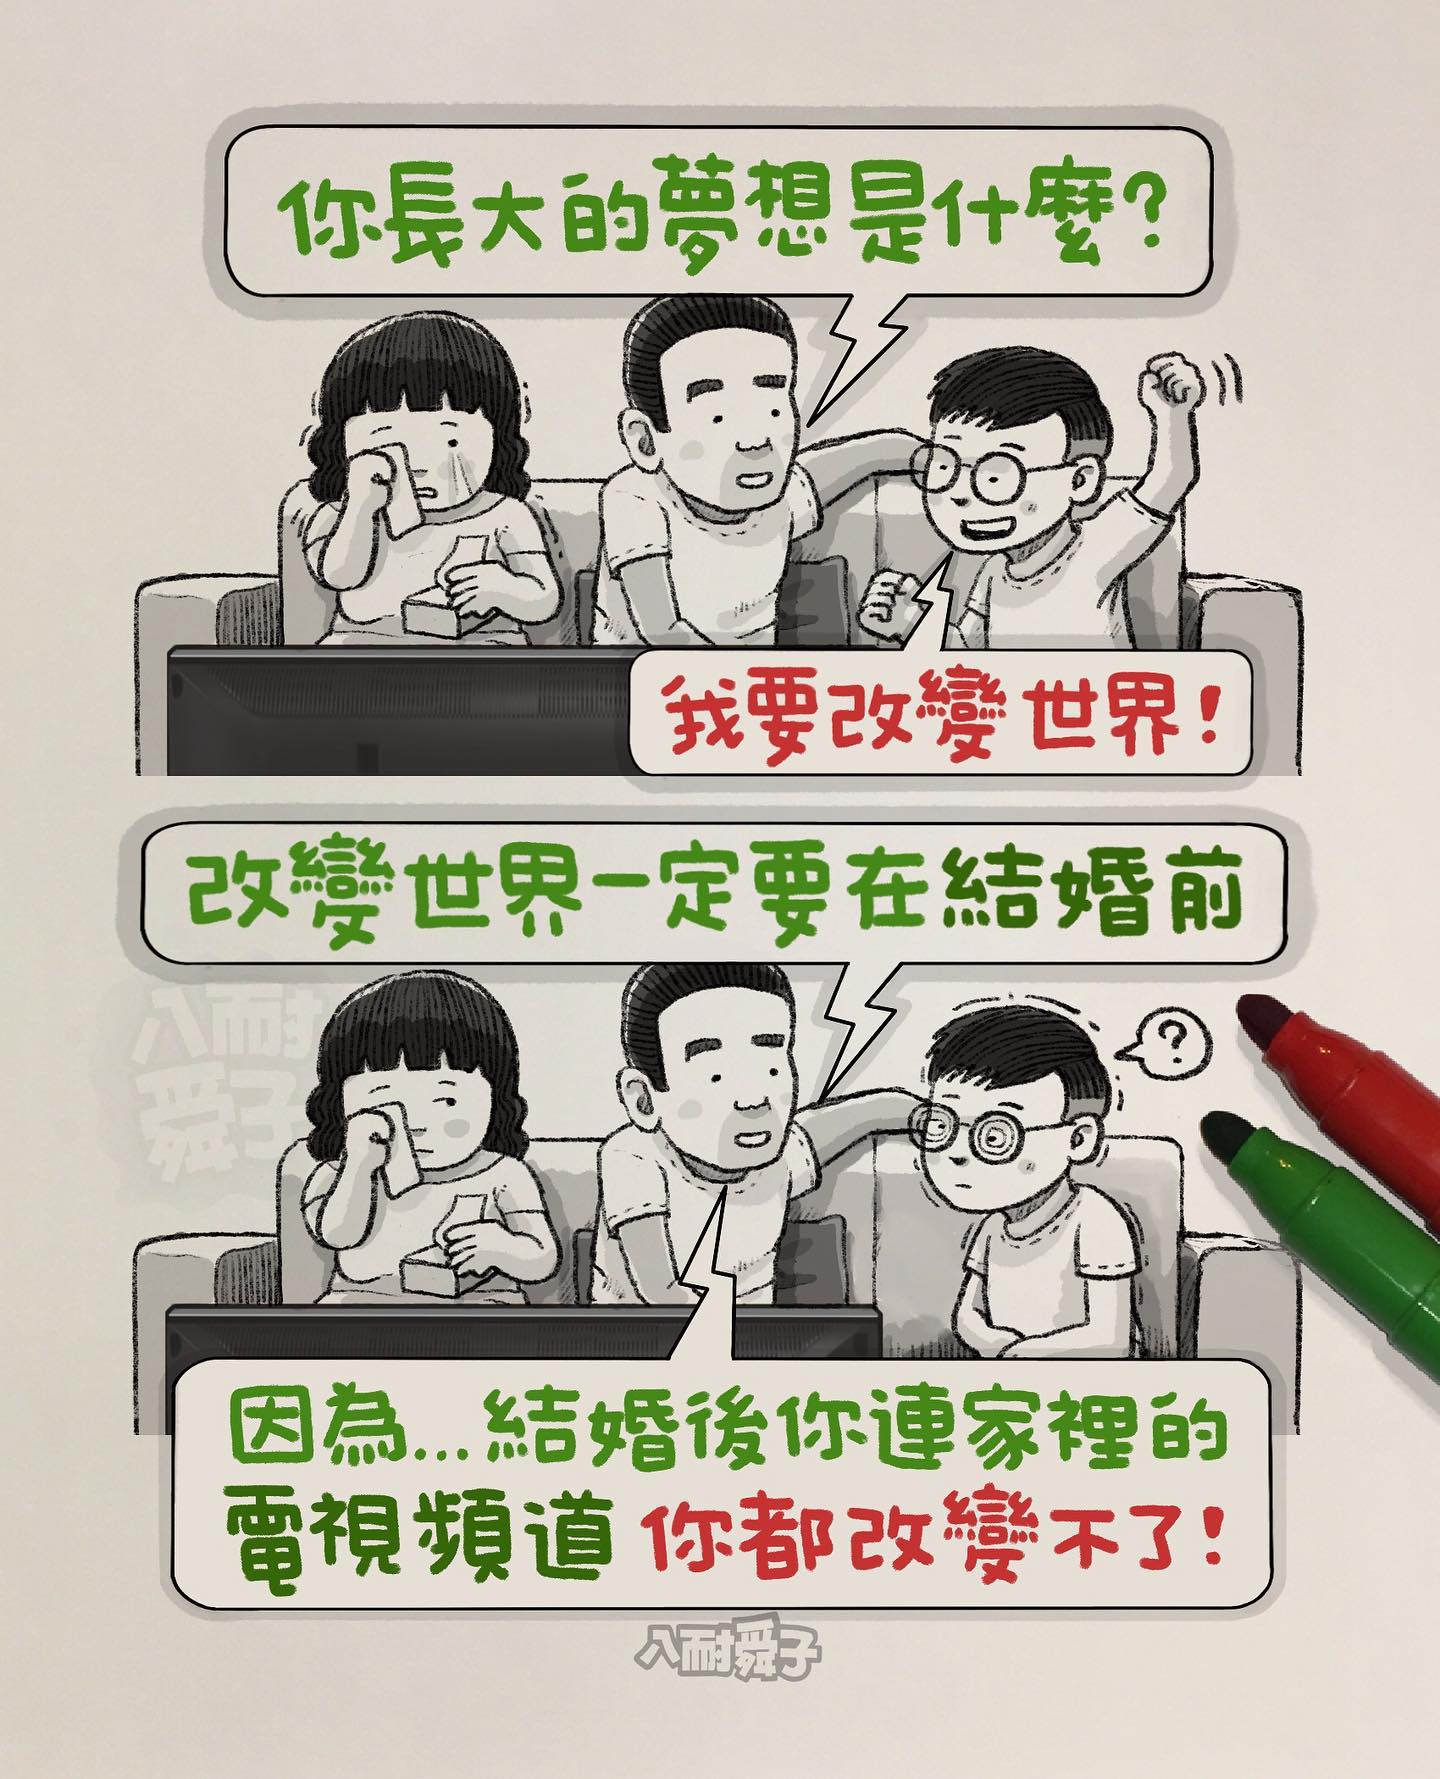 你長大的夢想是什麼?
我要改變世界!
改變世界一定要在結婚前
?
八耐
舜子
因為...結婚後你連家裡的
電視頻道 你都改變不了!
八耐舜子